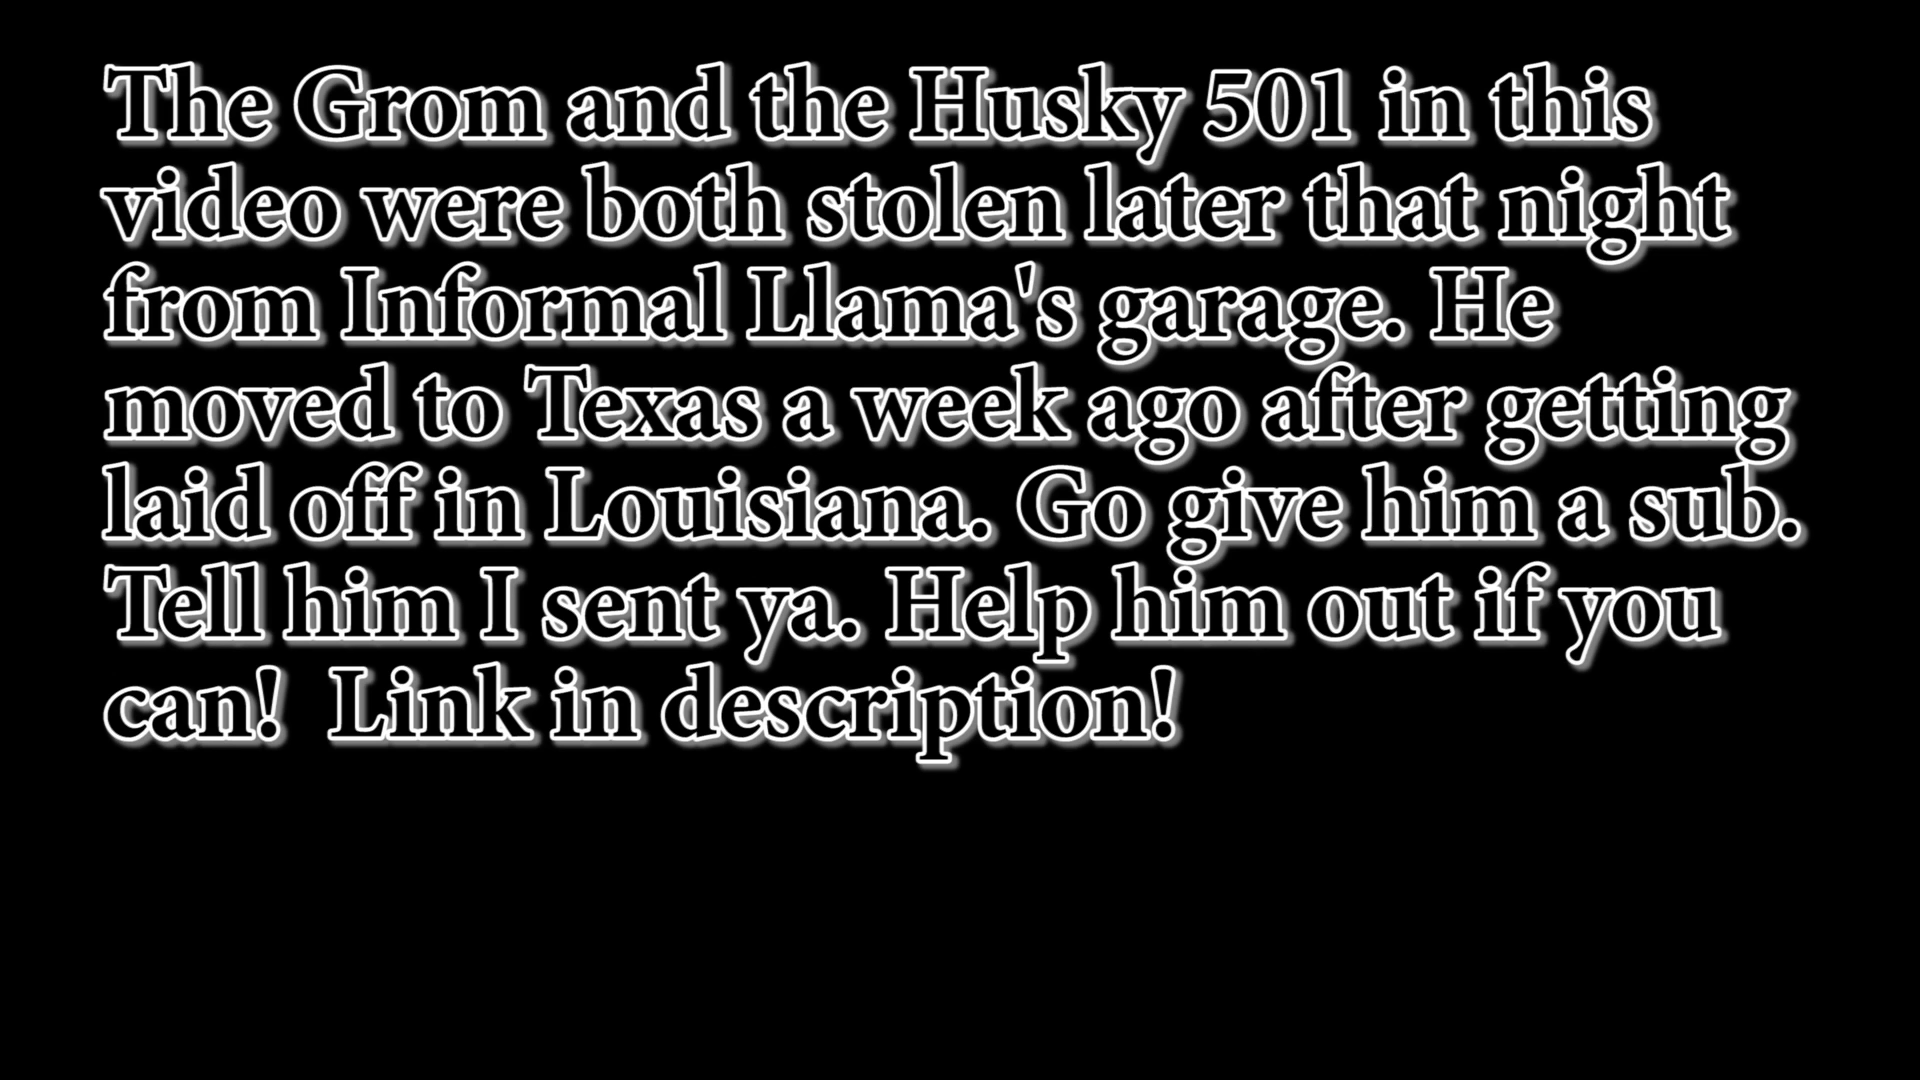 The Grom and the Husky 501 in this
video were both stolen later that night
from Informal Llama's garage. He
moved to Texas a week ago after getting
laid off in Louisiana. Go give him a sub.
Tell him I sent ya. Help him out if you
can!  Link in description!